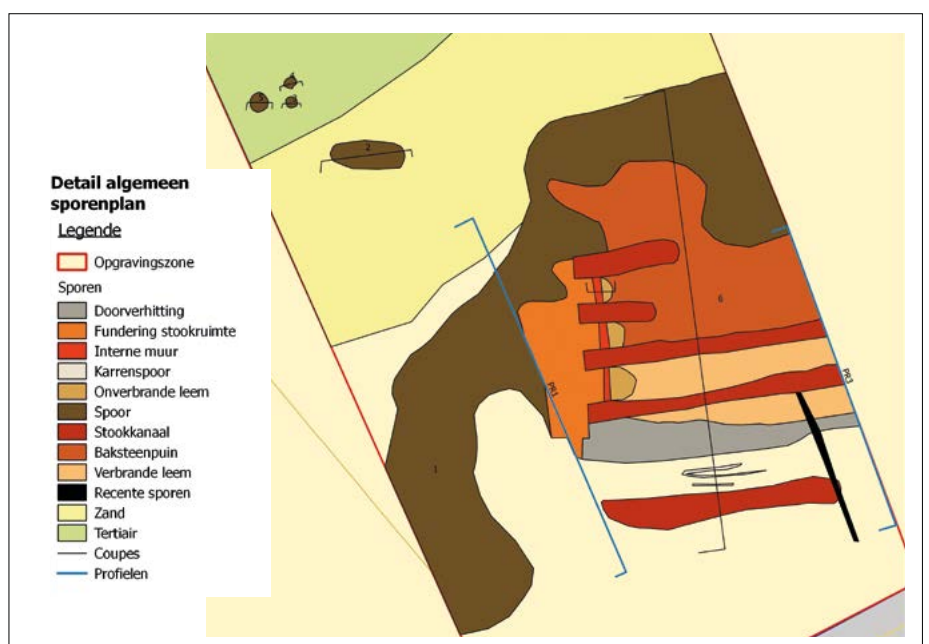 Detail algemeen
sporenplan
Legende
Opgravingszone
Sporen
Doorverhitting
Fundering stookruimte
Interne muur
Karrenspoor
Onverbrande leem
Spoor
Stookkanaal
Baksteenpuin
Verbrande leem
Recente sporen
Zand
Tertiair
Coupes
Profielen
2
6
PR1
PR3
1